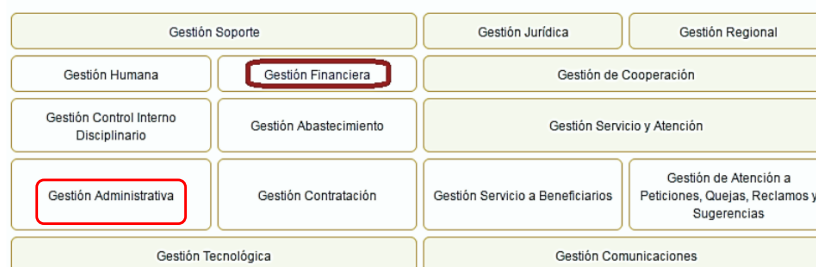 Gestión Soporte
Gestión Jurídica
Gestión Regional
Gestión Humana
Gestión Financiera
Gestión de Cooperación
Gestión Control Interno
Disciplinario
Gestión Abastecimiento
Gestión Servicio y Atención
Gestión Administrativa
Gestión Contratación
Gestión Servicio a Beneficiarios
Gestión de Atención a
Peticiones, Quejas, Reclamos y
Sugerencias
Gestión Tecnológica
Gestión Comunicaciones